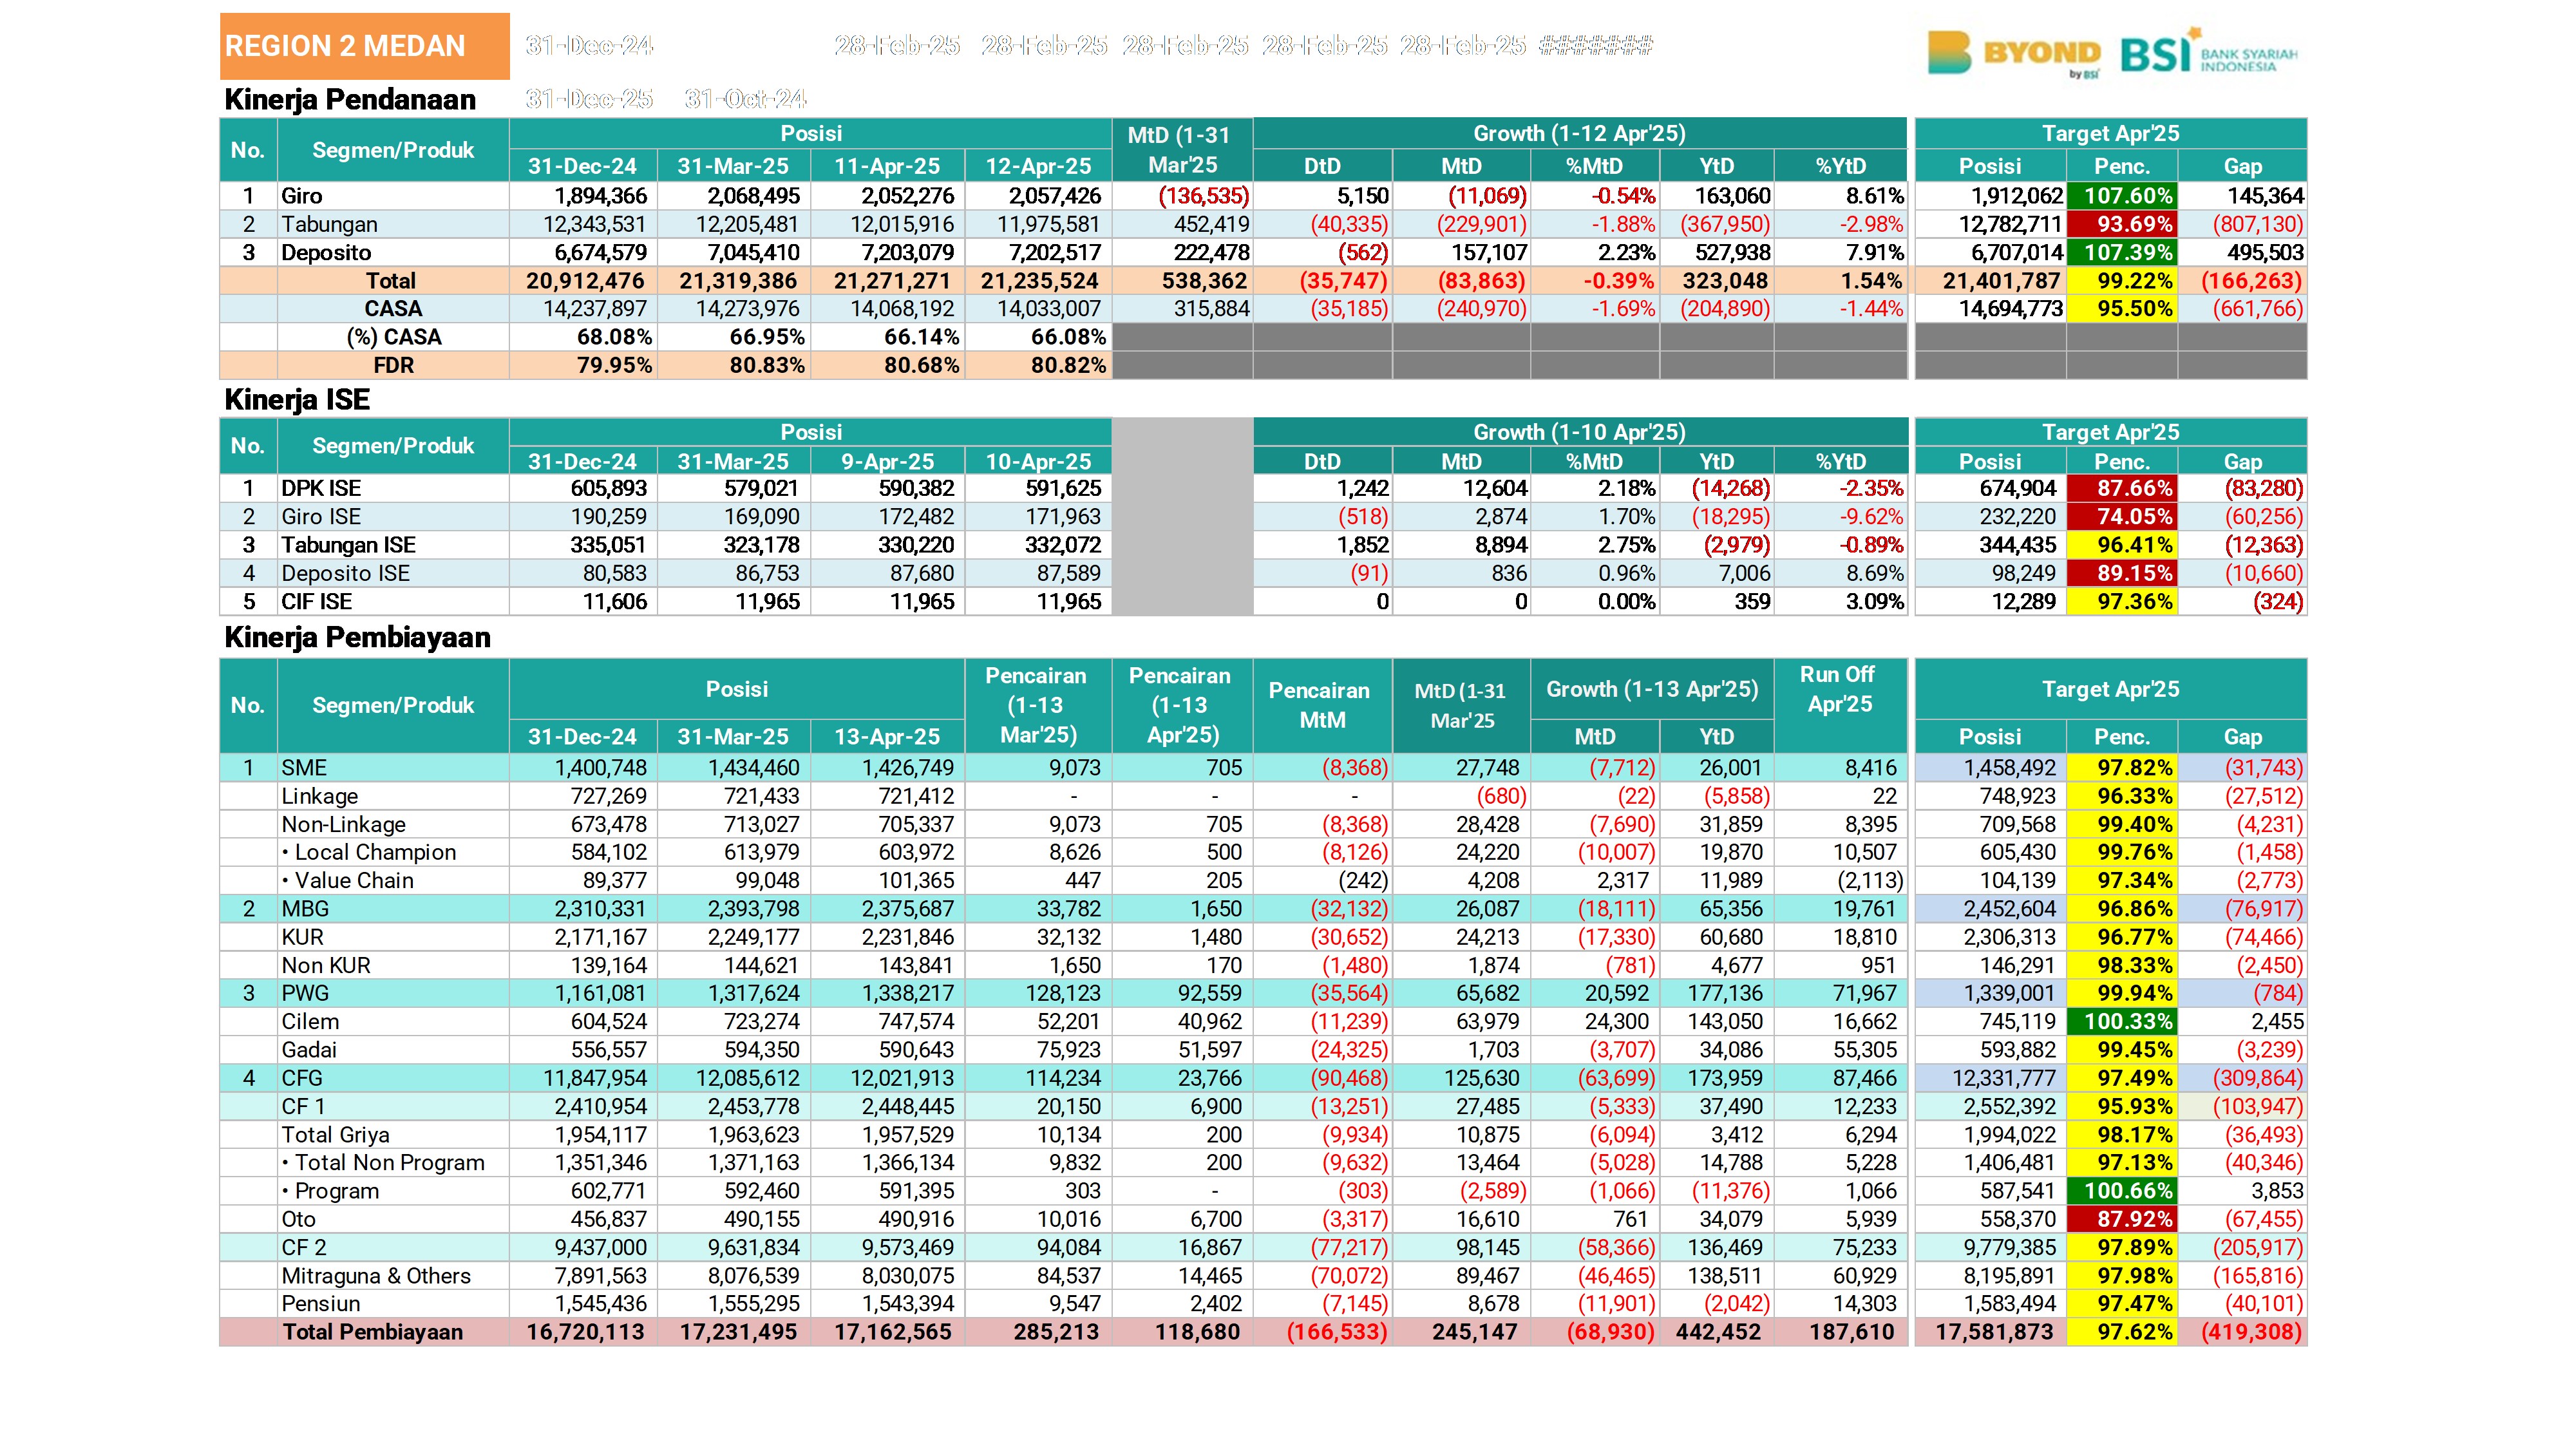 REGION 2 MEDAN 31-Dec-24 28-Feb-25 28-Feb-25 28-Feb-25 28-Feb-25 28-Feb-25 ####### BYOND by BSI BSI BANK SYARIAH INDONESIA
Kinerja Pendanaan 31-Dec-25 31-Oct-24
No. Segmen/Produk Posisi MtD (1-31 Mar'25 Growth (1-12 Apr'25) Target Apr'25
31-Dec-24 31-Mar-25 11-Apr-25 12-Apr-25 DtD MtD %MtD YtD %YtD Posisi Penc. Gap
1 Giro 1,894,366 2,068,495 2,052,276 2,057,426 (136,535) 5,150 (11,069) -0.54% 163,060 8.61% 1,912,062 107.60% 145,364
2 Tabungan 12,343,531 12,205,481 12,015,916 11,975,581 452,419 (40,335) (229,901) -1.88% (367,950) -2.98% 12,782,711 93.69% (807,130)
3 Deposito 6,674,579 7,045,410 7,203,079 7,202,517 222,478 (562) 157,107 2.23% 527,938 7.91% 6,707,014 107.39% 495,503
Total 20,912,476 21,319,386 21,271,271 21,235,524 538,362 (35,747) (83,863) -0.39% 323,048 1.54% 21,401,787 99.22% (166,263)
CASA 14,237,897 14,273,976 14,068,192 14,033,007 315,884 (35,185) (240,970) -1.69% (204,890) -1.44% 14,694,773 95.50% (661,766)
(%) CASA 68.08% 66.95% 66.14% 66.08%
FDR 79.95% 80.83% 80.68% 80.82%
Kinerja ISE
No. Segmen/Produk Posisi Growth (1-10 Apr'25) Target Apr'25
31-Dec-24 31-Mar-25 9-Apr-25 10-Apr-25 DtD MtD %MtD YtD %YtD Posisi Penc. Gap
1 DPK ISE 605,893 579,021 590,382 591,625 1,242 12,604 2.18% (14,268) -2.35% 674,904 87.66% (83,280)
2 Giro ISE 190,259 169,090 172,482 171,963 (518) 2,874 1.70% (18,295) -9.62% 232,220 74.05% (60,256)
3 Tabungan ISE 335,051 323,178 330,220 332,072 1,852 8,894 2.75% (2,979) -0.89% 344,435 96.41% (12,363)
4 Deposito ISE 80,583 86,753 87,680 87,589 (91) 836 0.96% 7,006 8.69% 98,249 89.15% (10,660)
5 CIF ISE 11,606 11,965 11,965 11,965 0 0 0.00% 359 3.09% 12,289 97.36% (324)
Kinerja Pembiayaan
No. Segmen/Produk Posisi Pencairan (1-13 Mar'25) Pencairan (1-13 Apr'25) Pencairan MtM MtD (1-31 Mar'25 Growth (1-13 Apr'25) Run Off Apr'25 Target Apr'25
31-Dec-24 31-Mar-25 13-Apr-25 MtD YtD Posisi Penc. Gap
1 SME 1,400,748 1,434,460 1,426,749 9,073 705 (8,368) 27,748 (7,712) 26,001 8,416 1,458,492 97.82% (31,743)
Linkage 727,269 721,433 721,412 - - - (680) (22) (5,858) 22 748,923 96.33% (27,512)
Non-Linkage 673,478 713,027 705,337 9,073 705 (8,368) 28,428 (7,690) 31,859 8,395 709,568 99.40% (4,231)
• Local Champion 584,102 613,979 603,972 8,626 500 (8,126) 24,220 (10,007) 19,870 10,507 605,430 99.76% (1,458)
• Value Chain 89,377 99,048 101,365 447 205 (242) 4,208 2,317 11,989 (2,113) 104,139 97.34% (2,773)
2 MBG 2,310,331 2,393,798 2,375,687 33,782 1,650 (32,132) 26,087 (18,111) 65,356 19,761 2,452,604 96.86% (76,917)
KUR 2,171,167 2,249,177 2,231,846 32,132 1,480 (30,652) 24,213 (17,330) 60,680 18,810 2,306,313 96.77% (74,466)
Non KUR 139,164 144,621 143,841 1,650 170 (1,480) 1,874 (781) 4,677 951 146,291 98.33% (2,450)
3 PWG 1,161,081 1,317,624 1,338,217 128,123 92,559 (35,564) 65,682 20,592 177,136 71,967 1,339,001 99.94% (784)
Cilem 604,524 723,274 747,574 52,201 40,962 (11,239) 63,979 24,300 143,050 16,662 745,119 100.33% 2,455
Gadai 556,557 594,350 590,643 75,923 51,597 (24,325) 1,703 (3,707) 34,086 55,305 593,882 99.45% (3,239)
4 CFG 11,847,954 12,085,612 12,021,913 114,234 23,766 (90,468) 125,630 (63,699) 173,959 87,466 12,331,777 97.49% (309,864)
CF 1 2,410,954 2,453,778 2,448,445 20,150 6,900 (13,251) 27,485 (5,333) 37,490 12,233 2,552,392 95.93% (103,947)
Total Griya 1,954,117 1,963,623 1,957,529 10,134 200 (9,934) 10,875 (6,094) 3,412 6,294 1,994,022 98.17% (36,493)
• Total Non Program 1,351,346 1,371,163 1,366,134 9,832 200 (9,632) 13,464 (5,028) 14,788 5,228 1,406,481 97.13% (40,346)
• Program 602,771 592,460 591,395 303 - (303) (2,589) (1,066) (11,376) 1,066 587,541 100.66% 3,853
Oto 456,837 490,155 490,916 10,016 6,700 (3,317) 16,610 761 34,079 5,939 558,370 87.92% (67,455)
CF 2 9,437,000 9,631,834 9,573,469 94,084 16,867 (77,217) 98,145 (58,366) 136,469 75,233 9,779,385 97.89% (205,917)
Mitraguna & Others 7,891,563 8,076,539 8,030,075 84,537 14,465 (70,072) 89,467 (46,465) 138,511 60,929 8,195,891 97.98% (165,816)
Pensiun 1,545,436 1,555,295 1,543,394 9,547 2,402 (7,145) 8,678 (11,901) (2,042) 14,303 1,583,494 97.47% (40,101)
Total Pembiayaan 16,720,113 17,231,495 17,162,565 285,213 118,680 (166,533) 245,147 (68,930) 442,452 187,610 17,581,873 97.62% (419,308)